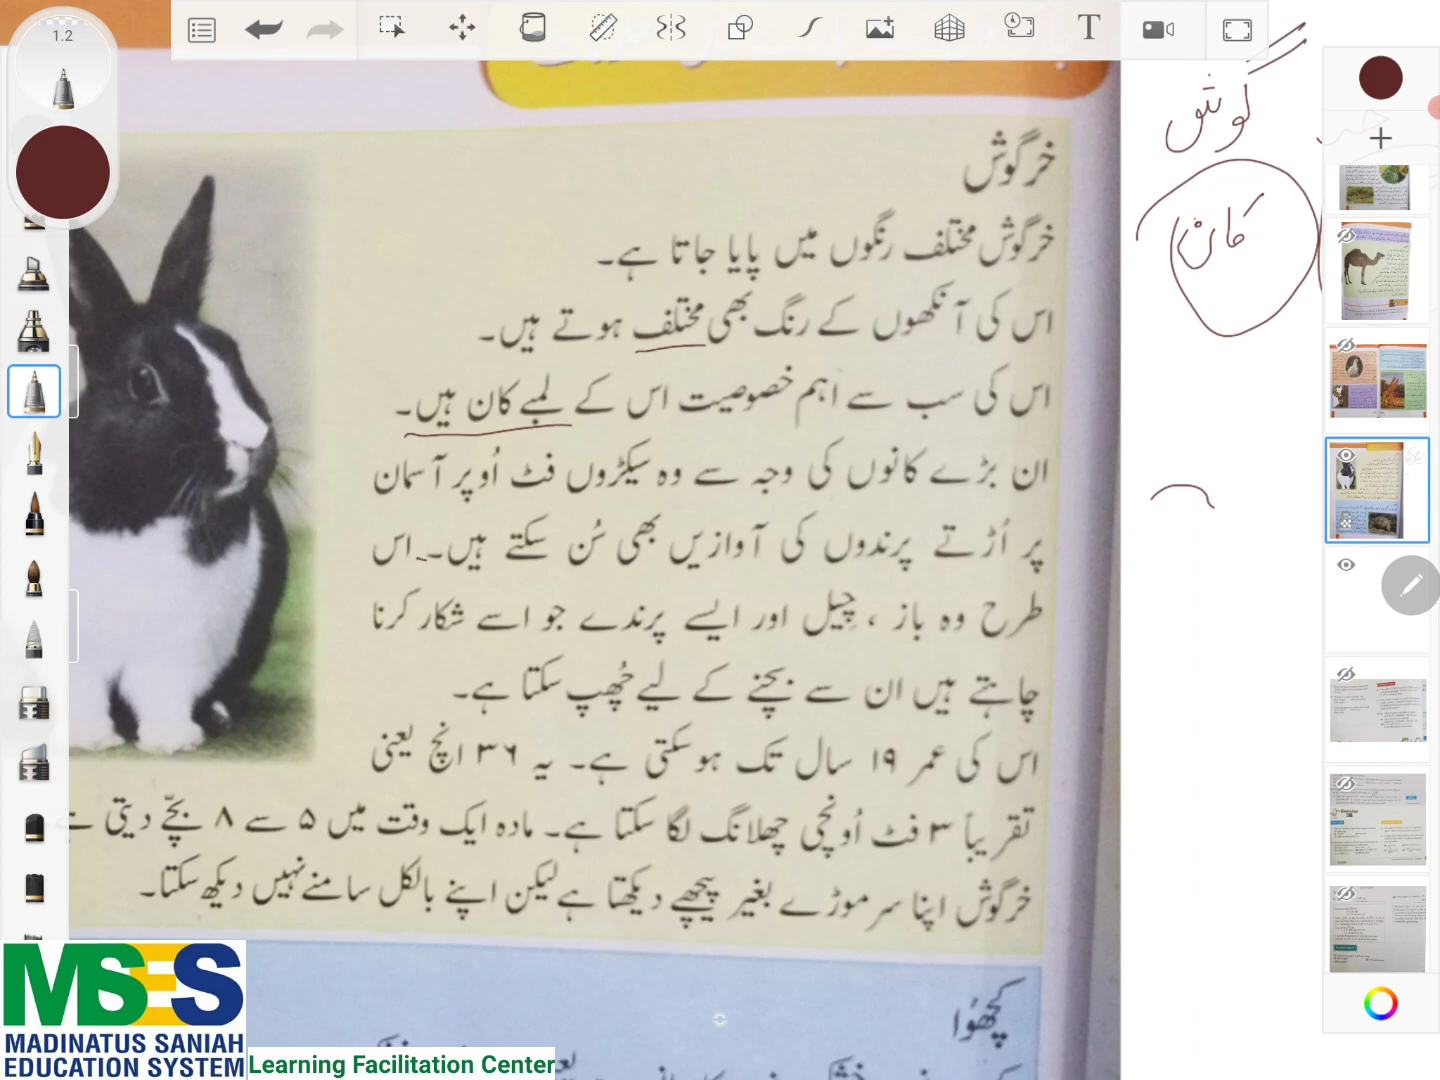 1.2
T
گوش
کان
خرگوش
خرگوش مختلف رنگوں میں پایا جاتا ہے۔
اس کی آنکھوں کے رنگ بھی مختلف ہوتے ہیں۔
اس کی سب سے اہم خصوصیت اس کے لمبے کان ہیں۔
ان بڑے کانوں کی وجہ سے وہ سیکڑوں فٹ اُوپر آسمان
پر اُڑتے پرندوں کی آوازیں بھی سُن سکتے ہیں۔ اس
طرح وہ باز ، چِیل اور ایسے پرندے جو اسے شکار کرنا
چاہتے ہیں ان سے بچنے کے لیے چُھپ سکتا ہے۔
اس کی عمر ۱۹ سال تک ہوسکتی ہے۔ یہ ۳۶ انچ یعنی
تقریباً ۳ فٹ اُونچی چھلانگ لگا سکتا ہے۔ مادہ ایک وقت میں ۵ سے ۸ بچّے دیتی ہے
خرگوش اپنا سر موڑے بغیر پیچھے دیکھتا ہے لیکن اپنے بالکل سامنے نہیں دیکھ سکتا۔
کچھوا
MSES
MADINATUS SANIAH
EDUCATION SYSTEM
Learning Facilitation Center